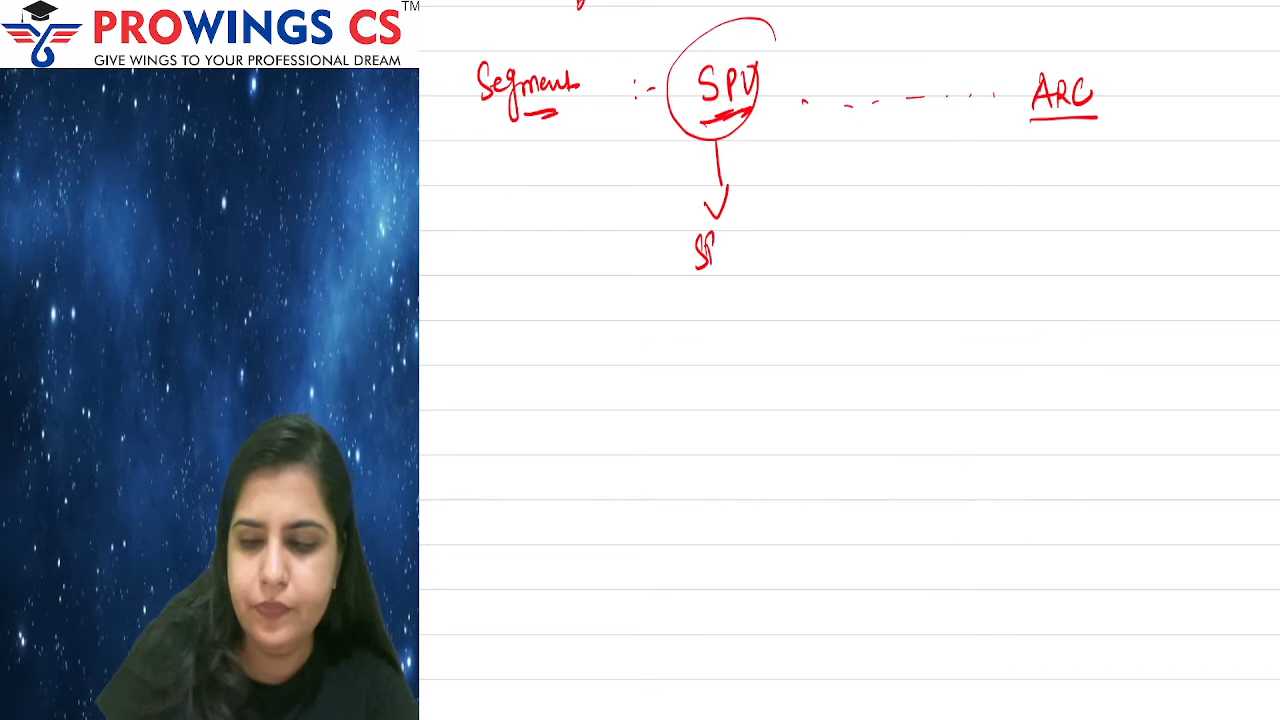 PROWINGS CS TM
GIVE WINGS TO YOUR PROFESSIONAL DREAM
Segment :- SPV ......... ARC